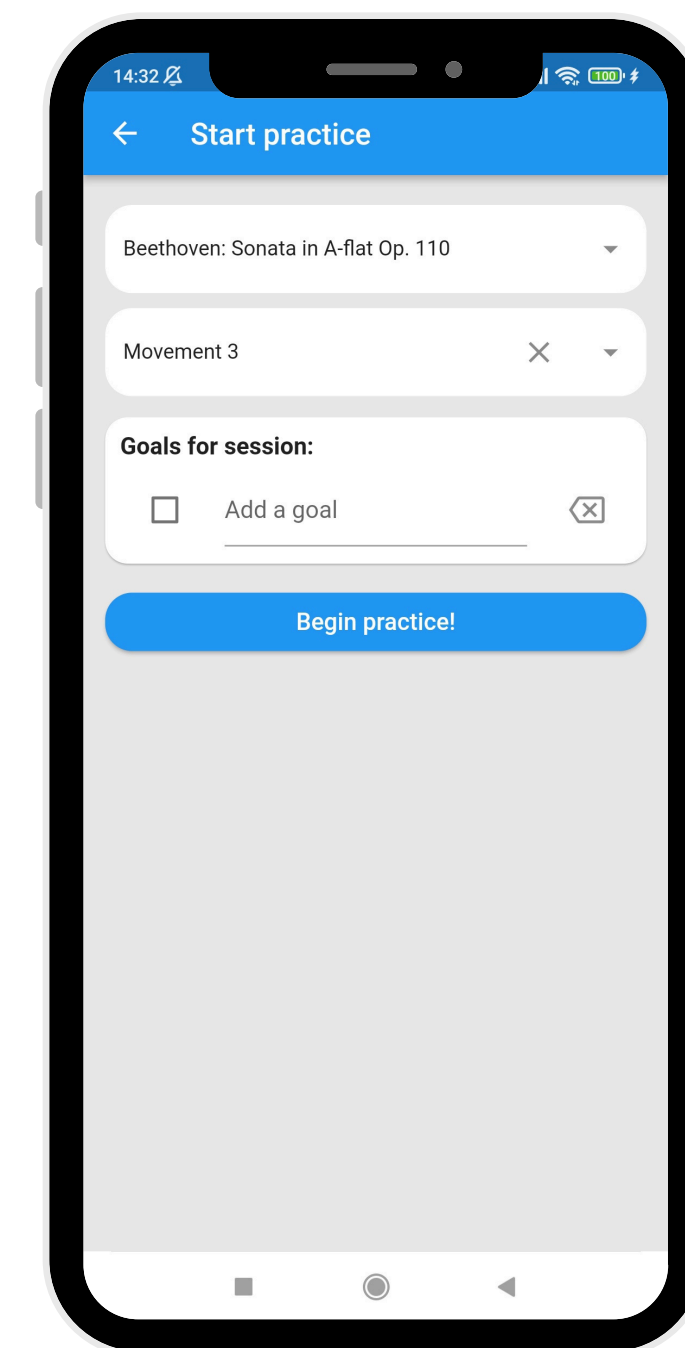 14:32
100
Start practice
Beethoven: Sonata in A-flat Op. 110
Movement 3
Goals for session:
Add a goal
Begin practice!